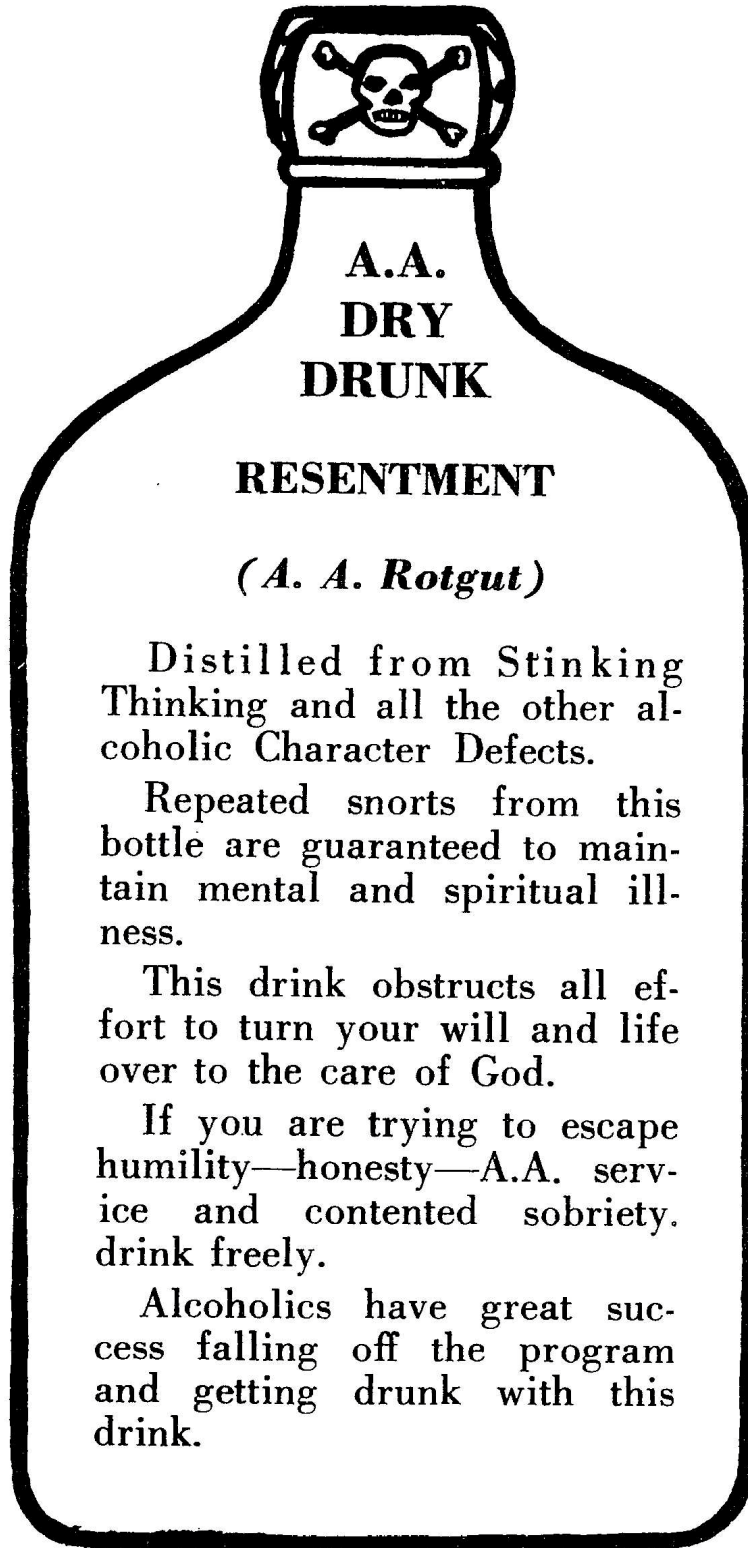 A.A.
DRY
DRUNK
RESENTMENT
(A. A. Rotgut)
Distilled from Stinking
Thinking and all the other al-
coholic Character Defects.
Repeated snorts from this
bottle are guaranteed to main-
tain mental and spiritual ill-
ness.
This drink obstructs all ef-
fort to turn your will and life
over to the care of God.
If you are trying to escape
humility—honesty—A.A. serv-
ice and contented sobriety.
drink freely.
Alcoholics have great suc-
cess falling off the program
and getting drunk with this
drink.